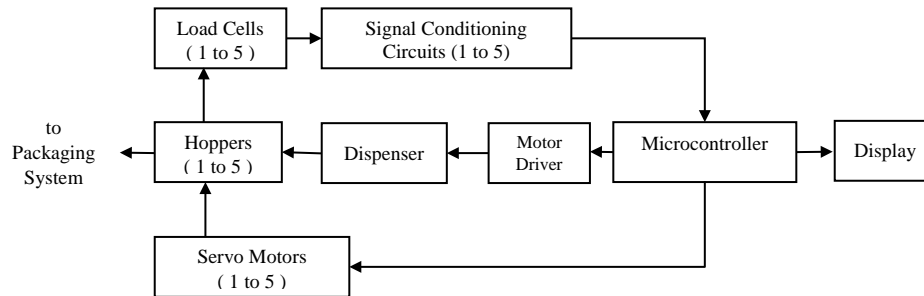 Load Cells
( 1 to 5 )
Signal Conditioning
Circuits (1 to 5)
to
Packaging
System
Hoppers
( 1 to 5 )
Dispenser
Motor
Driver
Microcontroller
Display
Servo Motors
( 1 to 5 )